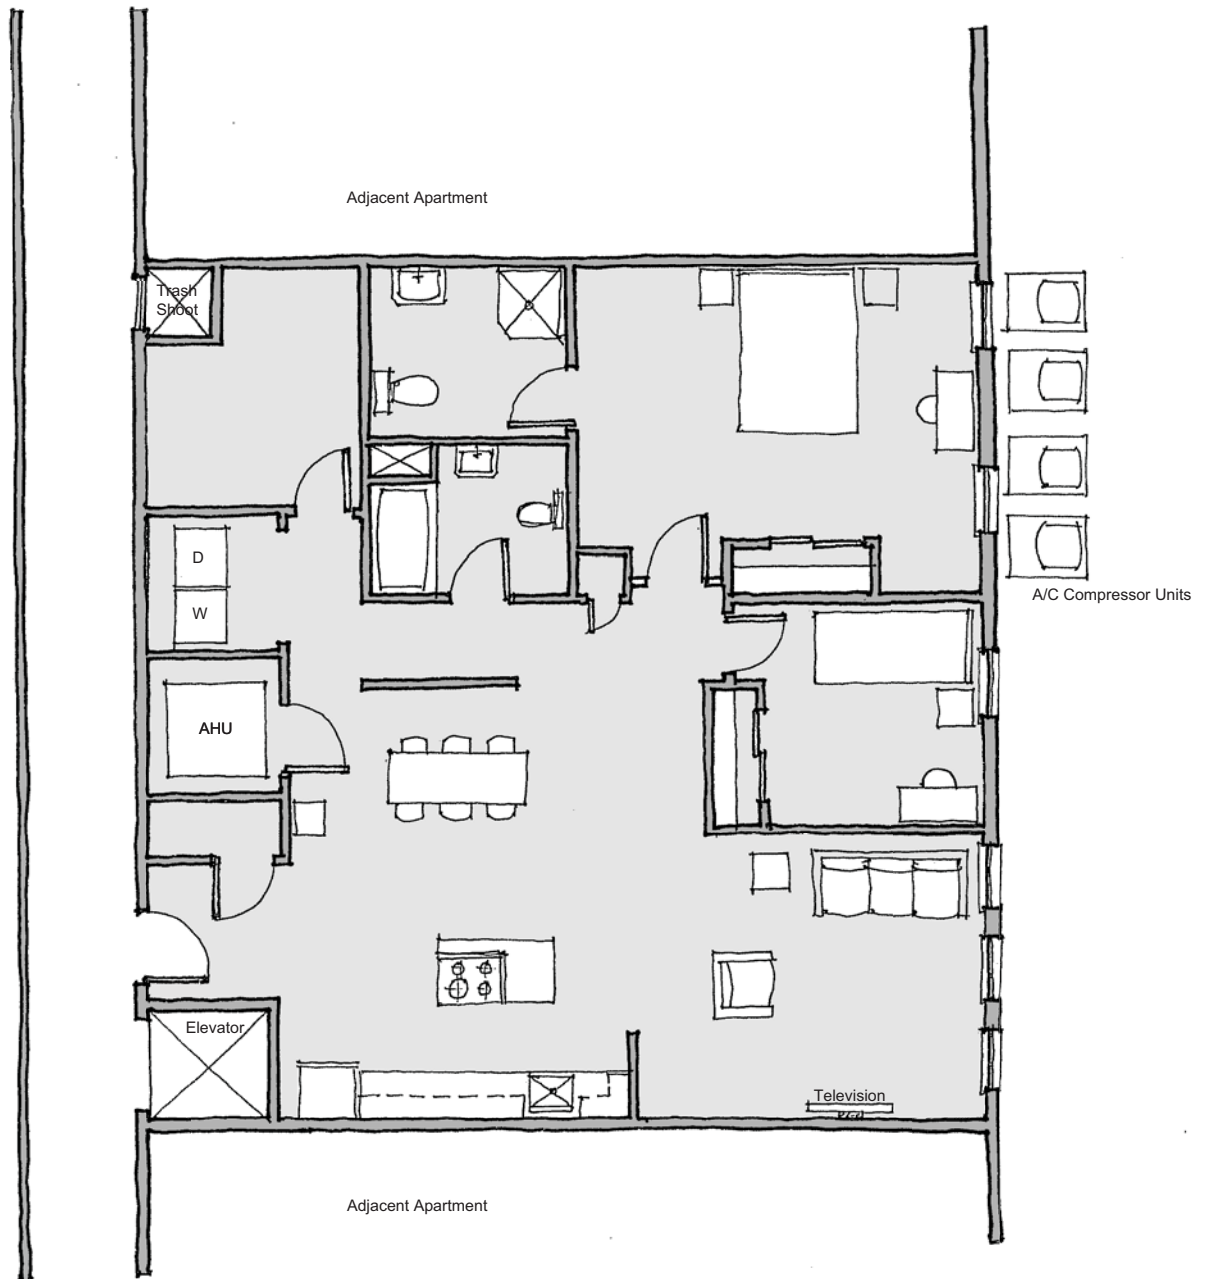 Adjacent Apartment
Trash
Shoot
D
W
A/C Compressor Units
AHU
Elevator
Television
Adjacent Apartment